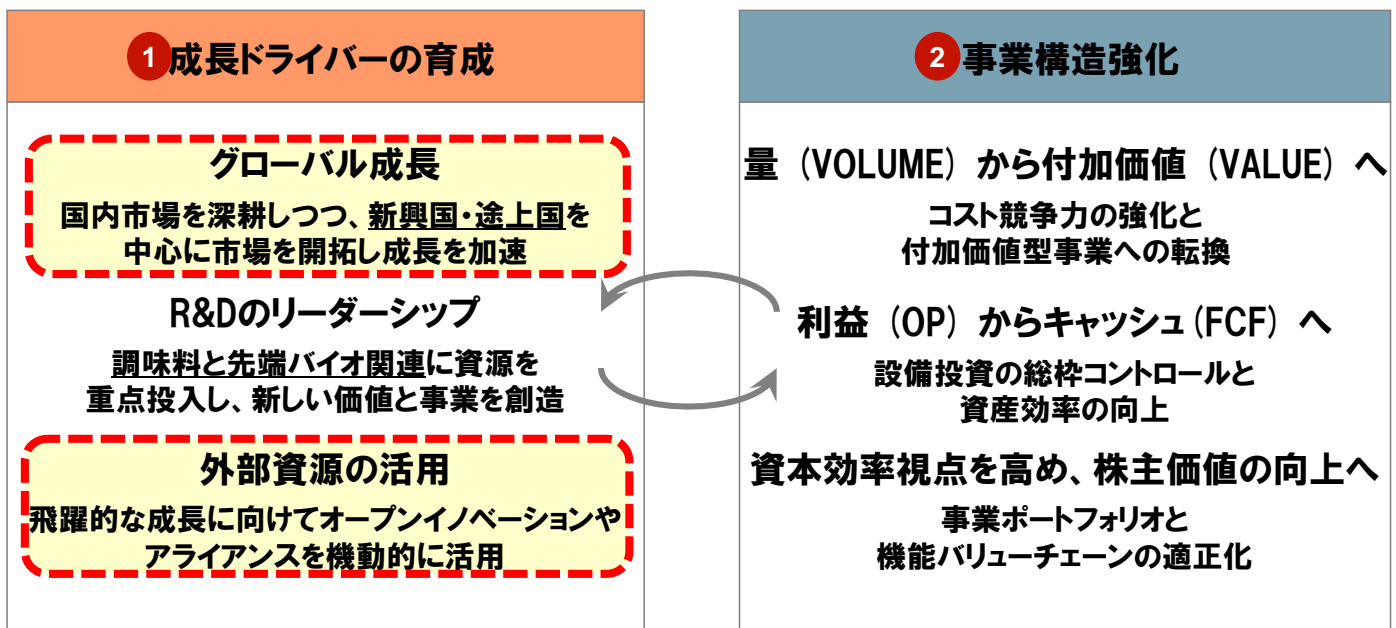 1 成長ドライバーの育成
グローバル成長
国内市場を深耕しつつ、新興国・途上国を
中心に市場を開拓し成長を加速
R&Dのリーダーシップ
調味料と先端バイオ関連に資源を
重点投入し、新しい価値と事業を創造
外部資源の活用
飛躍的な成長に向けてオープンイノベーションや
アライアンスを機動的に活用
2 事業構造強化
量（VOLUME）から付加価値（VALUE）へ
コスト競争力の強化と
付加価値型事業への転換
利益（OP）からキャッシュ(FCF）へ
設備投資の総枠コントロールと
資産効率の向上
資本効率視点を高め、株主価値の向上へ
事業ポートフォリオと
機能バリューチェーンの適正化